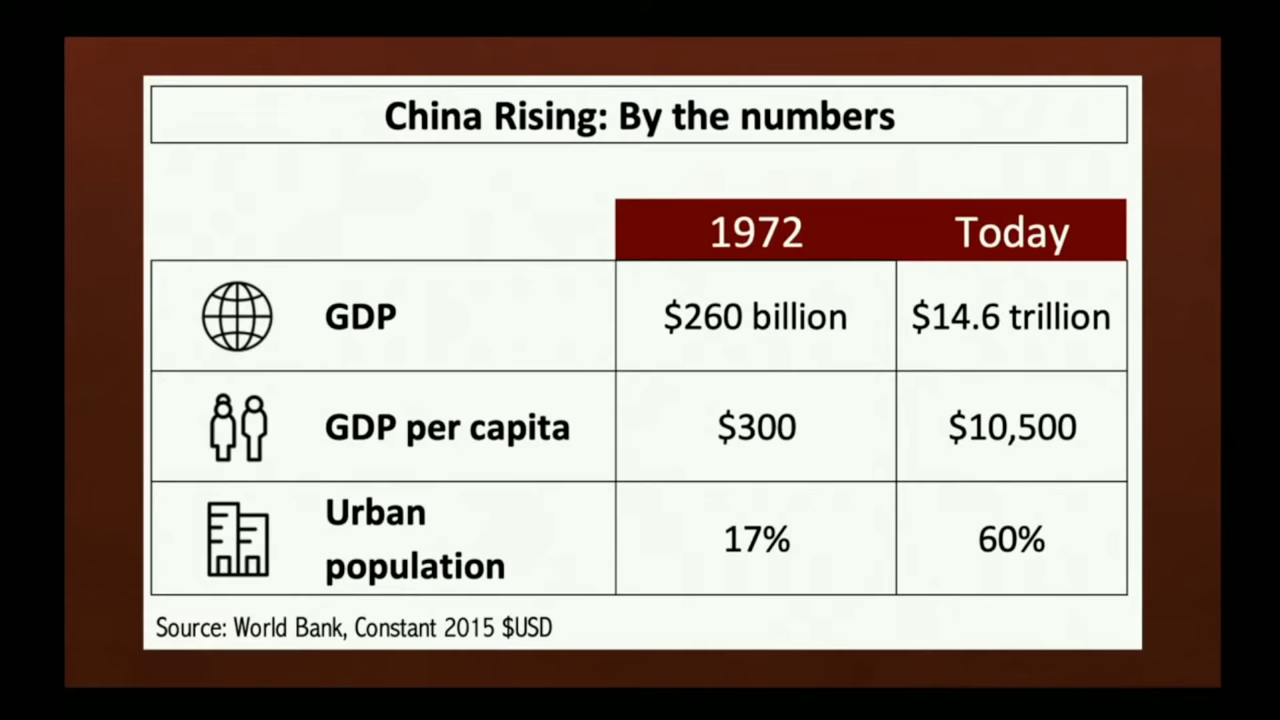 China Rising: By the numbers
1972 Today
GDP $260 billion $14.6 trillion
GDP per capita $300 $10,500
Urban
population 17% 60%
Source: World Bank, Constant 2015 $USD